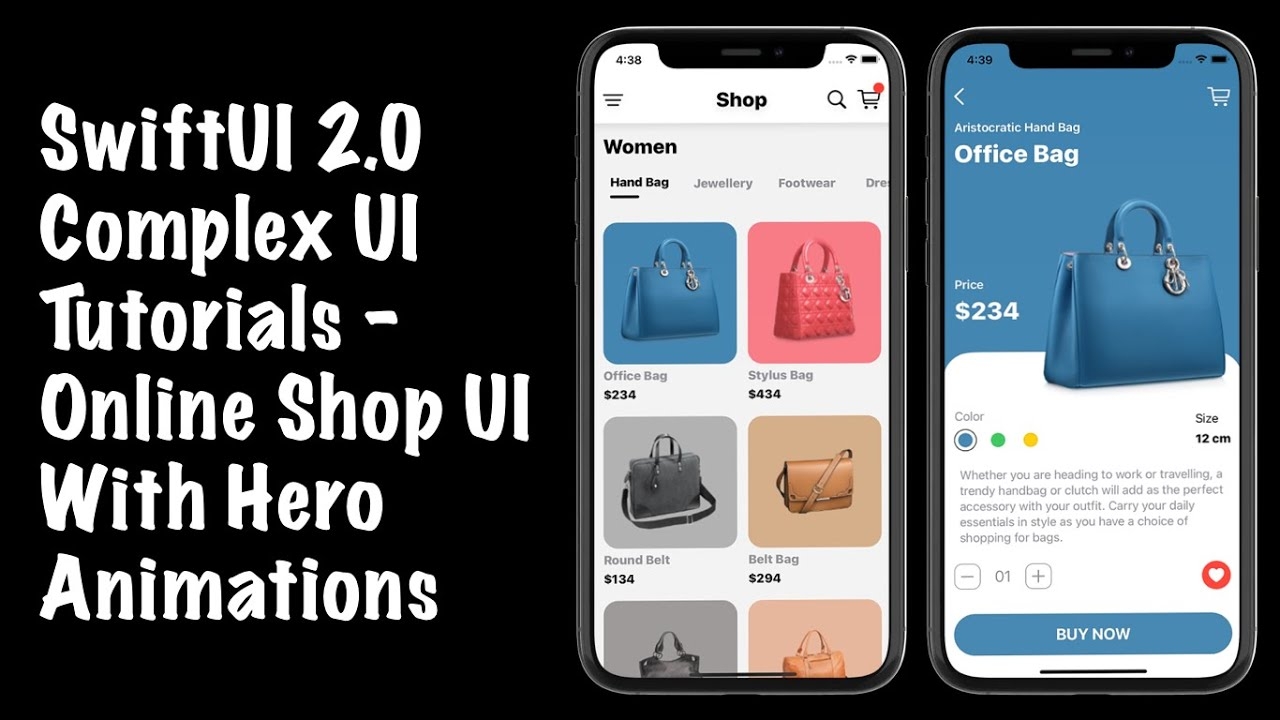 SwiftUI 2.0
Complex UI
Tutorials -
Online Shop UI
With Hero
Animations
4:38
Shop
Women
Hand Bag Jewellery Footwear Dres
Office Bag
$234
Stylus Bag
$434
Round Belt
$134
Belt Bag
$294
4:39
Aristocratic Hand Bag
Office Bag
Price
$234
Color
Size
12 cm
Whether you are heading to work or travelling, a
trendy handbag or clutch will add as the perfect
accessory with your outfit. Carry your daily
essentials in style as you have a choice of
shopping for bags.
01
BUY NOW